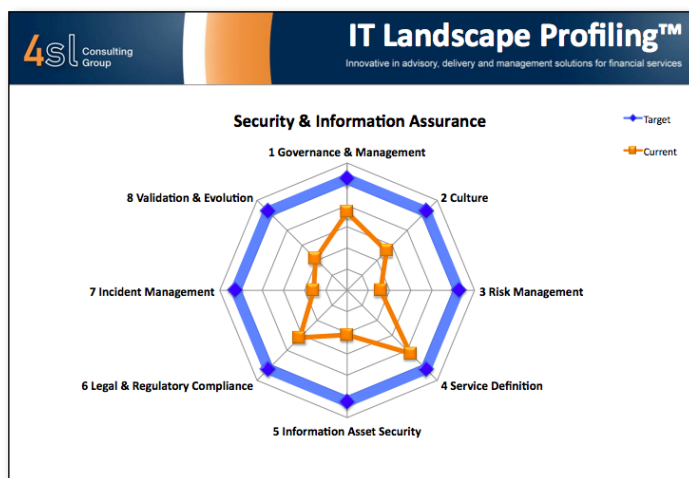 4sl Consulting
Group
IT Landscape Profiling™
Innovative in advisory, delivery and management solutions for financial services
Security & Information Assurance
Target
Current
1 Governance & Management
2 Culture
3 Risk Management
4 Service Definition
5 Information Asset Security
6 Legal & Regulatory Compliance
7 Incident Management
8 Validation & Evolution